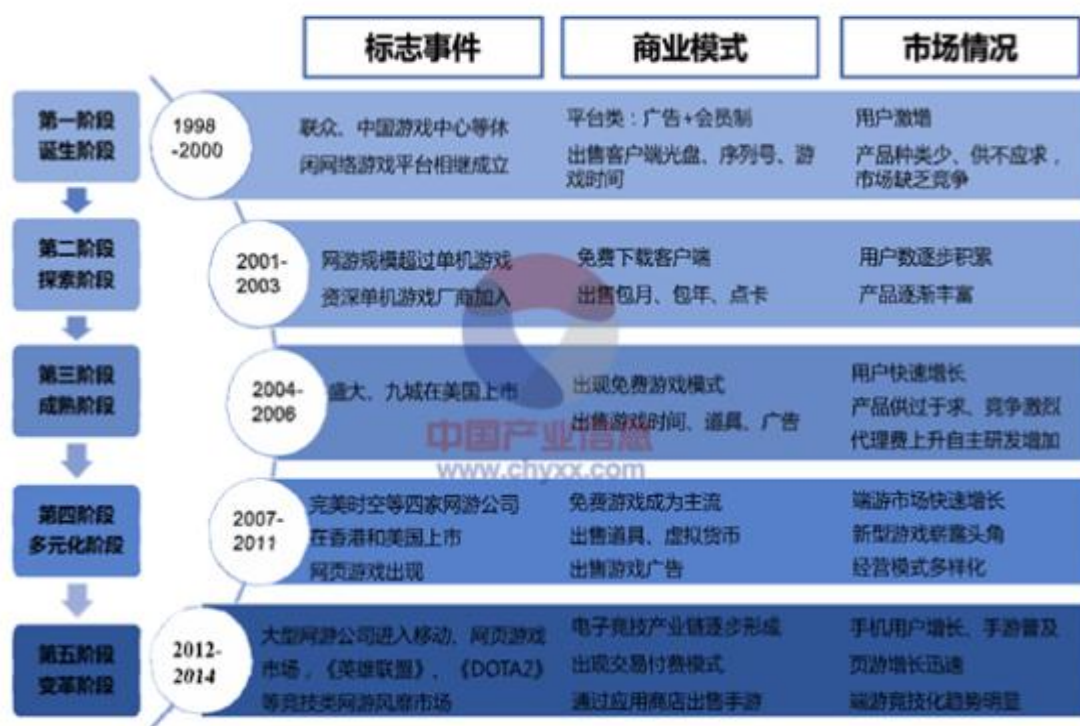 标志事件
商业模式
市场情况
第一阶段
诞生阶段
1998
-2000
联众、中国游戏中心等休
闲网络游戏平台相继成立
平台类：广告+会员制
出售客户端光盘、序列号、游
戏时间
用户激增
产品种类少、供不应求，
市场缺乏竞争
第二阶段
探索阶段
2001-
2003
网游规模超过单机游戏
资深单机游戏厂商加入
免费下载客户端
出售包月、包年、点卡
用户数逐步积累
产品逐渐丰富
第三阶段
成熟阶段
2004-
2006
盛大、九城在美国上市
出现免费游戏模式
出售游戏时间、道具、广告
用户快速增长
产品供过于求、竞争激烈
代理费上升自主研发增加
中国产业信息
www.chyxx.com
第四阶段
多元化阶段
2007-
2011
完美时空等四家网游公司
在香港和美国上市
网页游戏出现
免费游戏成为主流
出售道具、虚拟货币
出售游戏广告
端游市场快速增长
新型游戏崭露头角
经营模式多样化
第五阶段
变革阶段
2012-
2014
大型网游公司进入移动、网页游戏
市场，《英雄联盟》、《DOTA2》
等竞技类网游风靡市场
电子竞技产业链逐步形成
出现交易付费模式
通过应用商店出售手游
手机用户增长、手游普及
页游增长迅速
端游竞技化趋势明显